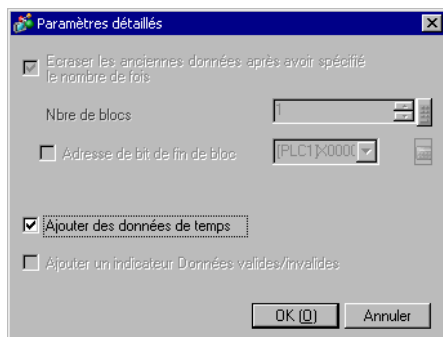 Paramètres détaillés
Ecraser les anciennes données après avoir spécifié
le nombre de fois
Nbre de blocs
1
Adresse de bit de fin de bloc
[PLC1]X000
Ajouter des données de temps
Ajouter un indicateur Données valides/invalides
OK (O)
Annuler